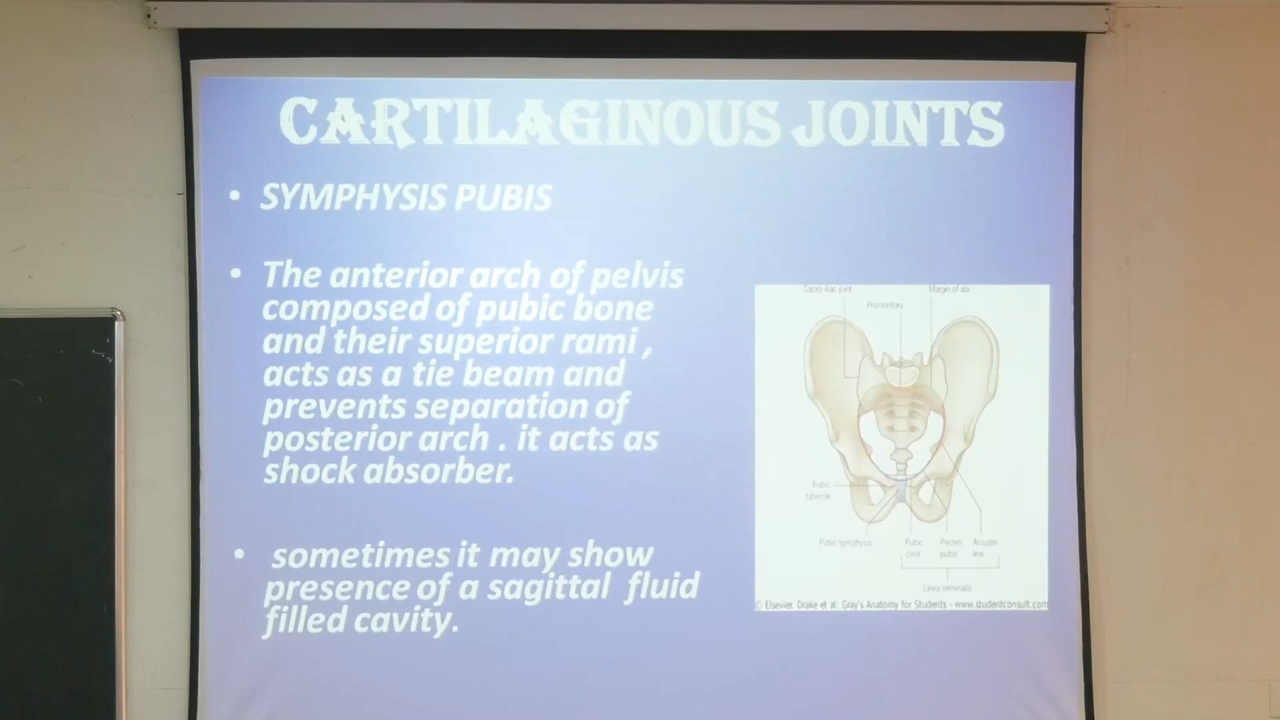 CARTILAGINOUS JOINTS
• SYMPHYSIS PUBIS
• The anterior arch of pelvis
composed of pubic bone
and their superior rami ,
acts as a tie beam and
prevents separation of
posterior arch . it acts as
shock absorber.
• sometimes it may show
presence of a sagittal fluid
filled cavity.
Sacro-iliac joint
Margin of ala
Promontory
Pubic
tubercle
Pubic symphysis
Pubic
crest
Pecten
pubis
Arcuate
line
Linea terminalis
© Elsevier. Drake et al: Gray's Anatomy for Students - www.studentconsult.com